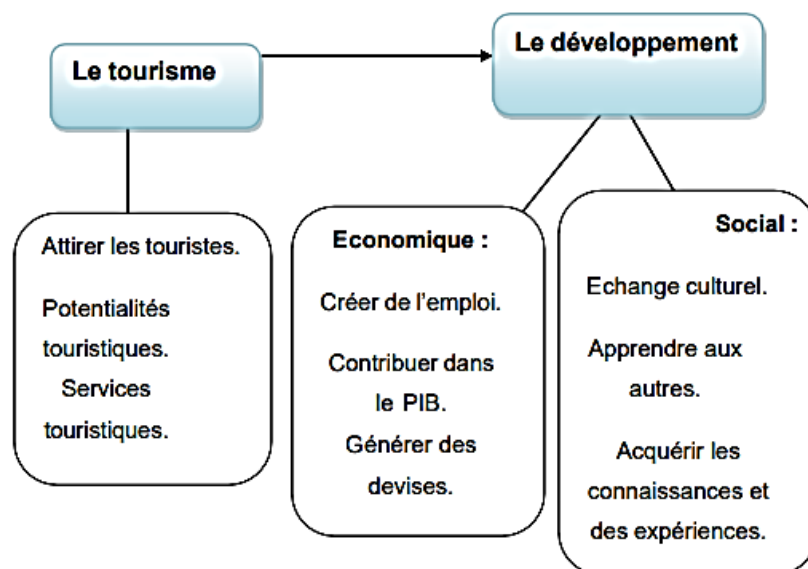 Le tourisme
Le développement
Attirer les touristes.
Potentialités
touristiques.
Services
touristiques.
Economique :
Créer de l'emploi.
Contribuer dans
le PIB.
Générer des
devises.
Social :
Echange culturel.
Apprendre aux
autres.
Acquérir les
connaissances et
des expériences.